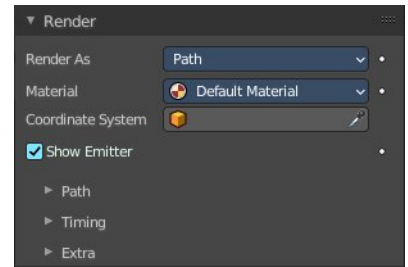 Render
Render As Path
Material Default Material
Coordinate System
Show Emitter
Path
Timing
Extra